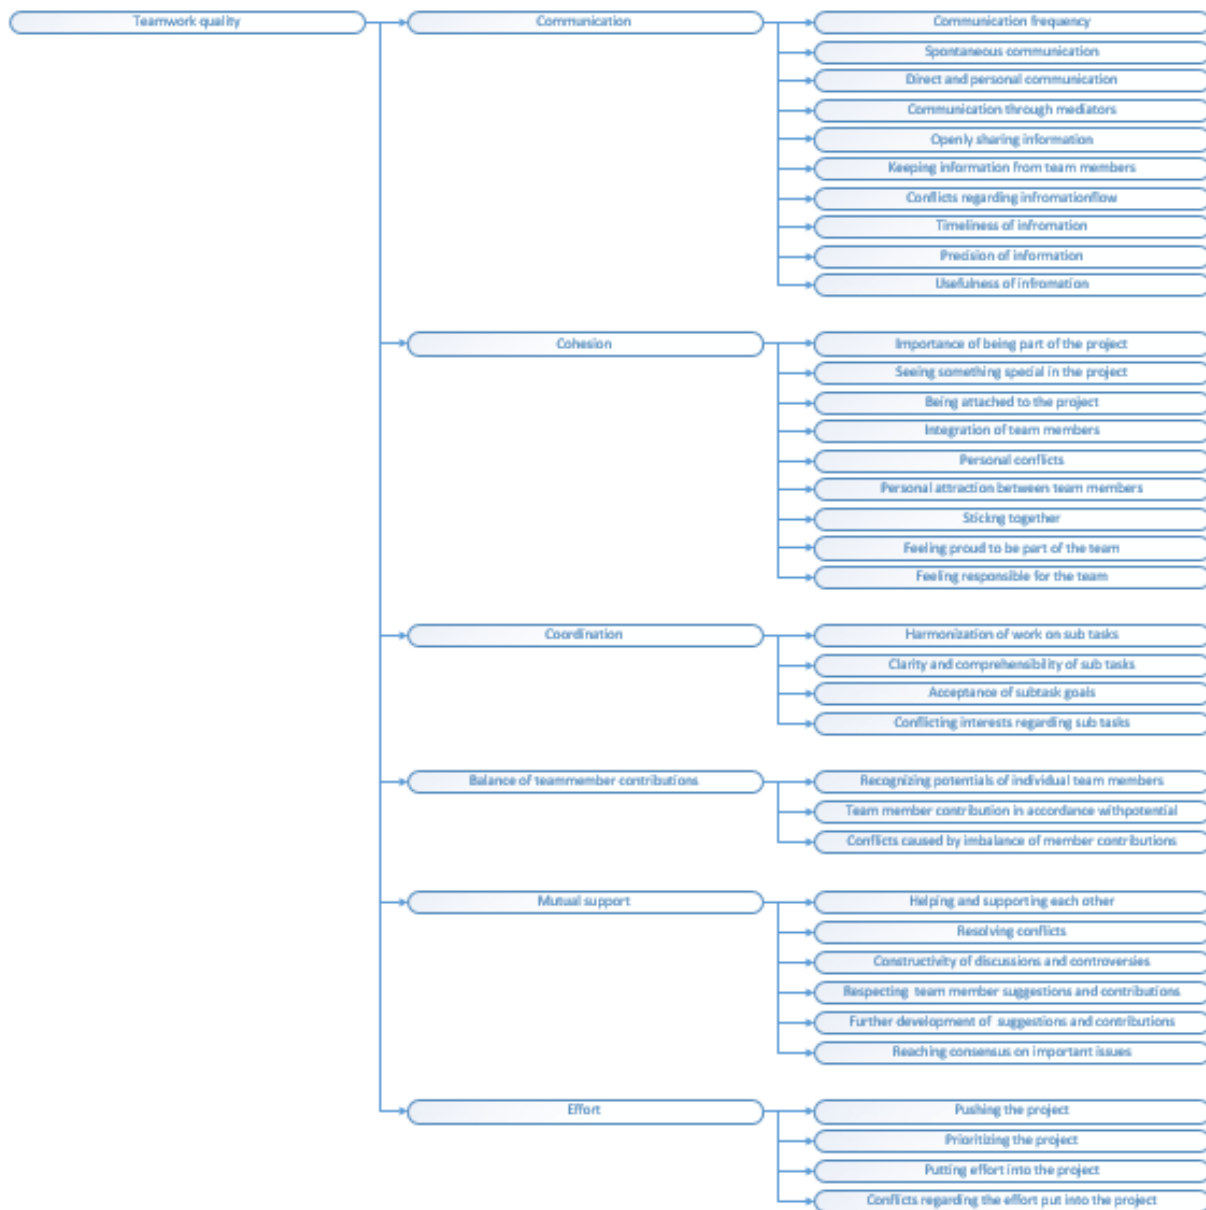 Teamwork quality
Communication
Communication frequency
Spontaneous communication
Direct and personal communication
Communication through mediators
Openly sharing information
Keeping information from team members
Conflicts regarding infromationflow
Timeliness of infromation
Precision of information
Usefulness of infromation
Cohesion
Importance of being part of the project
Seeing something special in the project
Being attached to the project
Integration of team members
Personal conflicts
Personal attraction between team members
Stickng together
Feeling proud to be part of the team
Feeling responsible for the team
Coordination
Harmonization of work on sub tasks
Clarity and comprehensibility of sub tasks
Acceptance of subtask goals
Conflicting interests regarding sub tasks
Balance of teammember contributions
Recognizing potentials of individual team members
Team member contribution in accordance withpotential
Conflicts caused by imbalance of member contributions
Mutual support
Helping and supporting each other
Resolving conflicts
Constructivity of discussions and controversies
Respecting team member suggestions and contributions
Further development of suggestions and contributions
Reaching consensus on important issues
Effort
Pushing the project
Prioritizing the project
Putting effort into the project
Conflicts regarding the effort put into the project